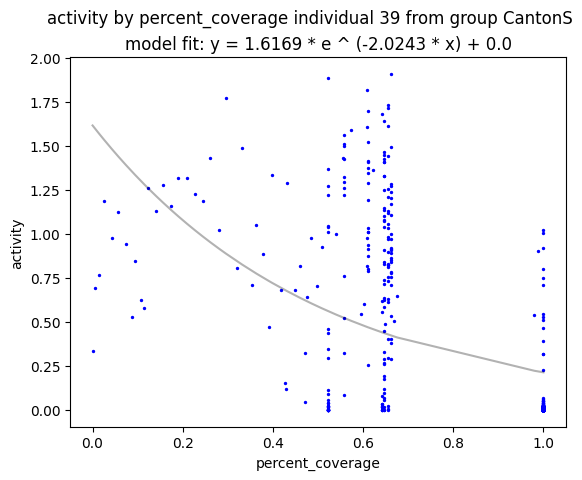 activity by percent_coverage individual 39 from group CantonS
model fit: y = 1.6169 * e ^ (-2.0243 * x) + 0.0
2.00
1.75
1.50
1.25
1.00
0.75
0.50
0.25
0.00
activity
0.0 0.2 0.4 0.6 0.8 1.0
percent_coverage